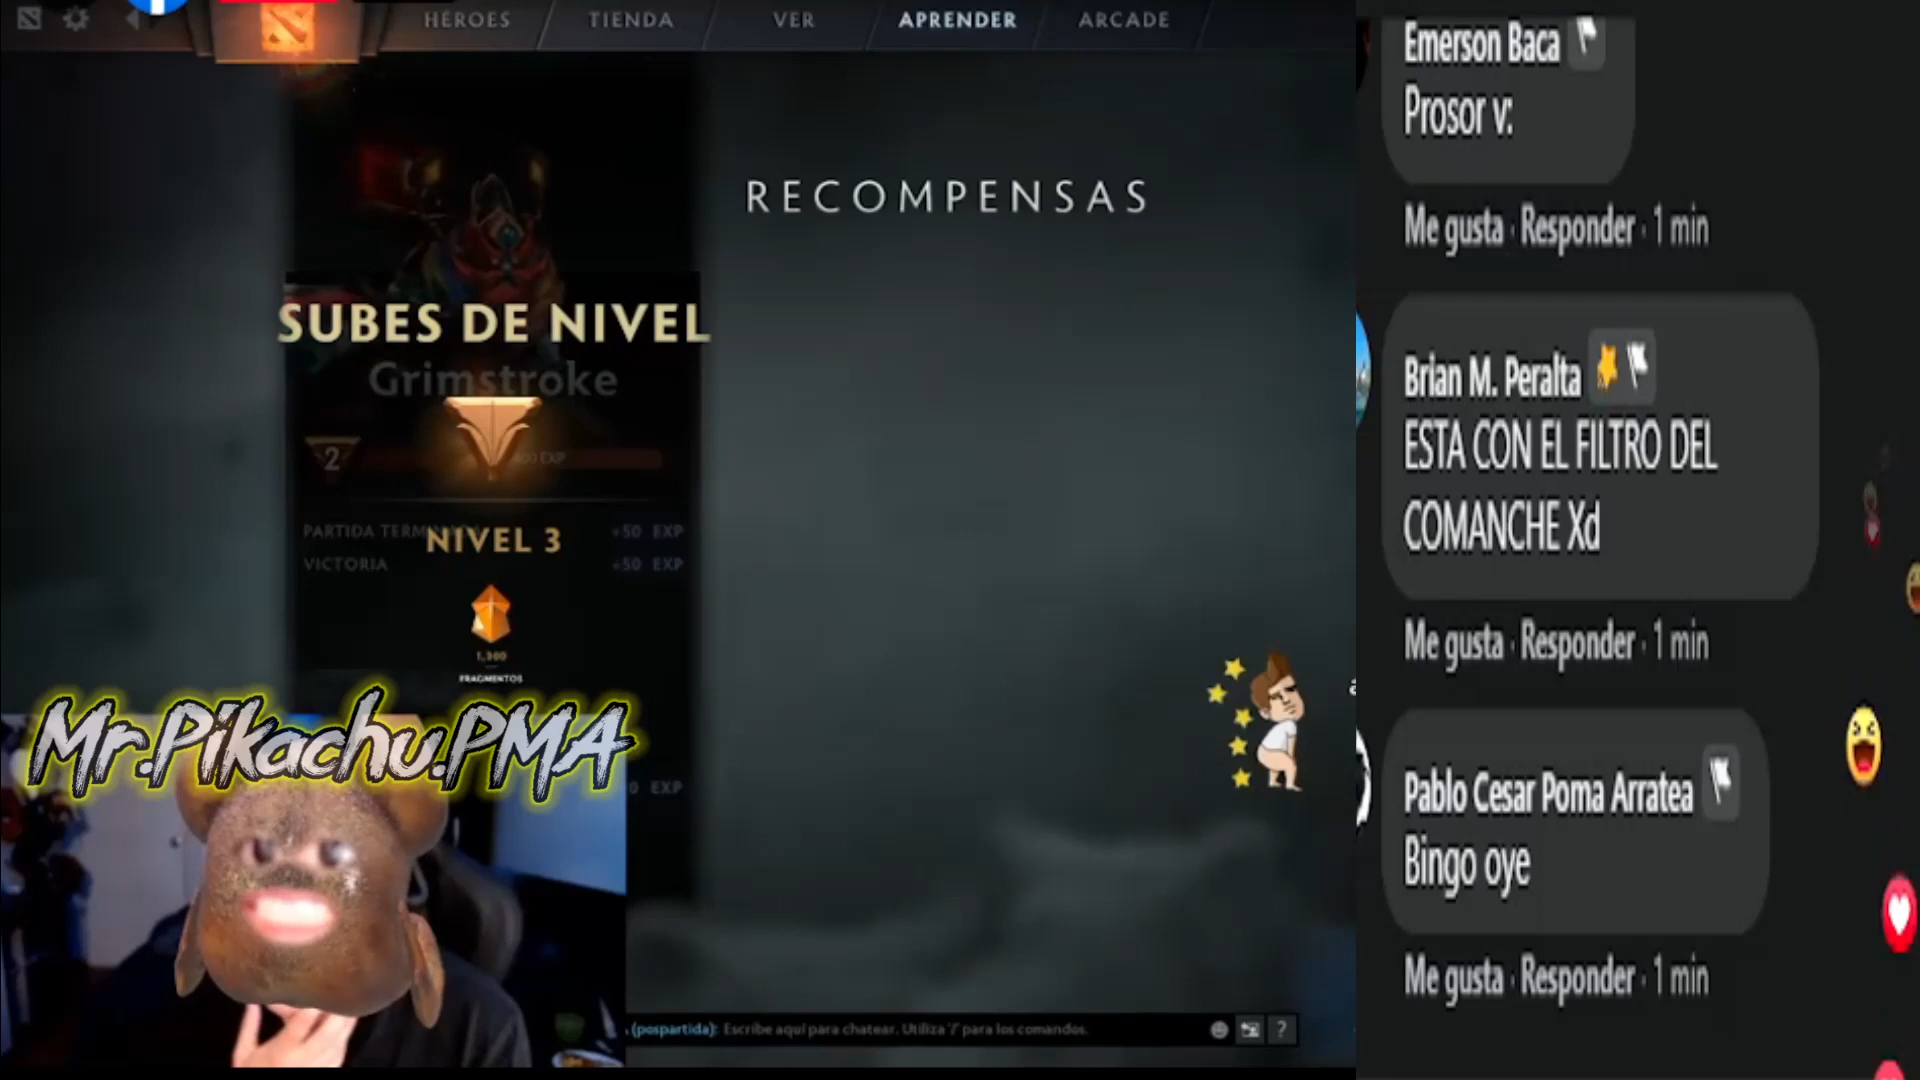 HÉROES
TIENDA
VER
APRENDER
ARCADE
RECOMPENSAS
SUBES DE NIVEL
Grimstroke
2
EXP
PARTIDA
+50 EXP
NIVEL 3
VICTORIA
+50 EXP
1,300
FRAGMENTOS
Mr.Pikachu.PMA
EXP
(pospartida): Escribe aquí para chatear. Utiliza '/' para los comandos.
?
Emerson Baca
Prosor v:
Me gusta · Responder · 1 min
Brian M. Peralta
ESTA CON EL FILTRO DEL
COMANCHE Xd
Me gusta · Responder · 1 min
Pablo Cesar Poma Arratea
Bingo oye
Me gusta · Responder · 1 min